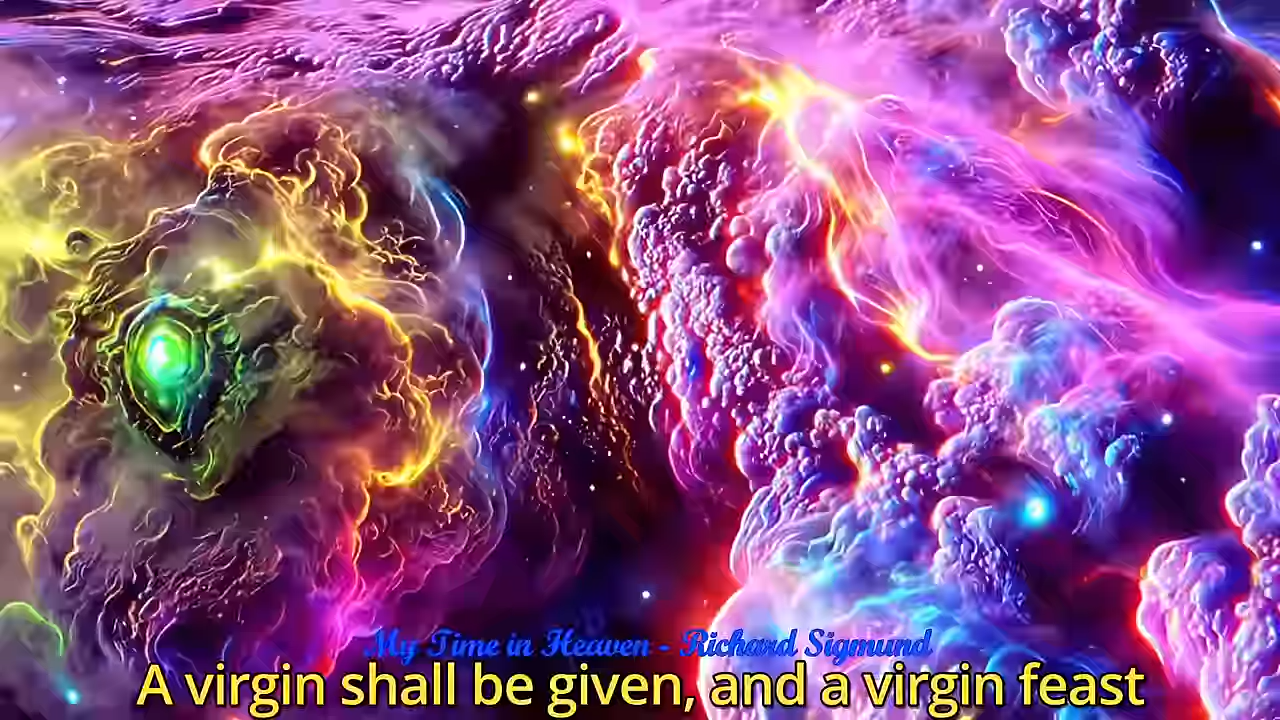 My Time in Heaven - Richard Sigmund
A virgin shall be given, and a virgin feast